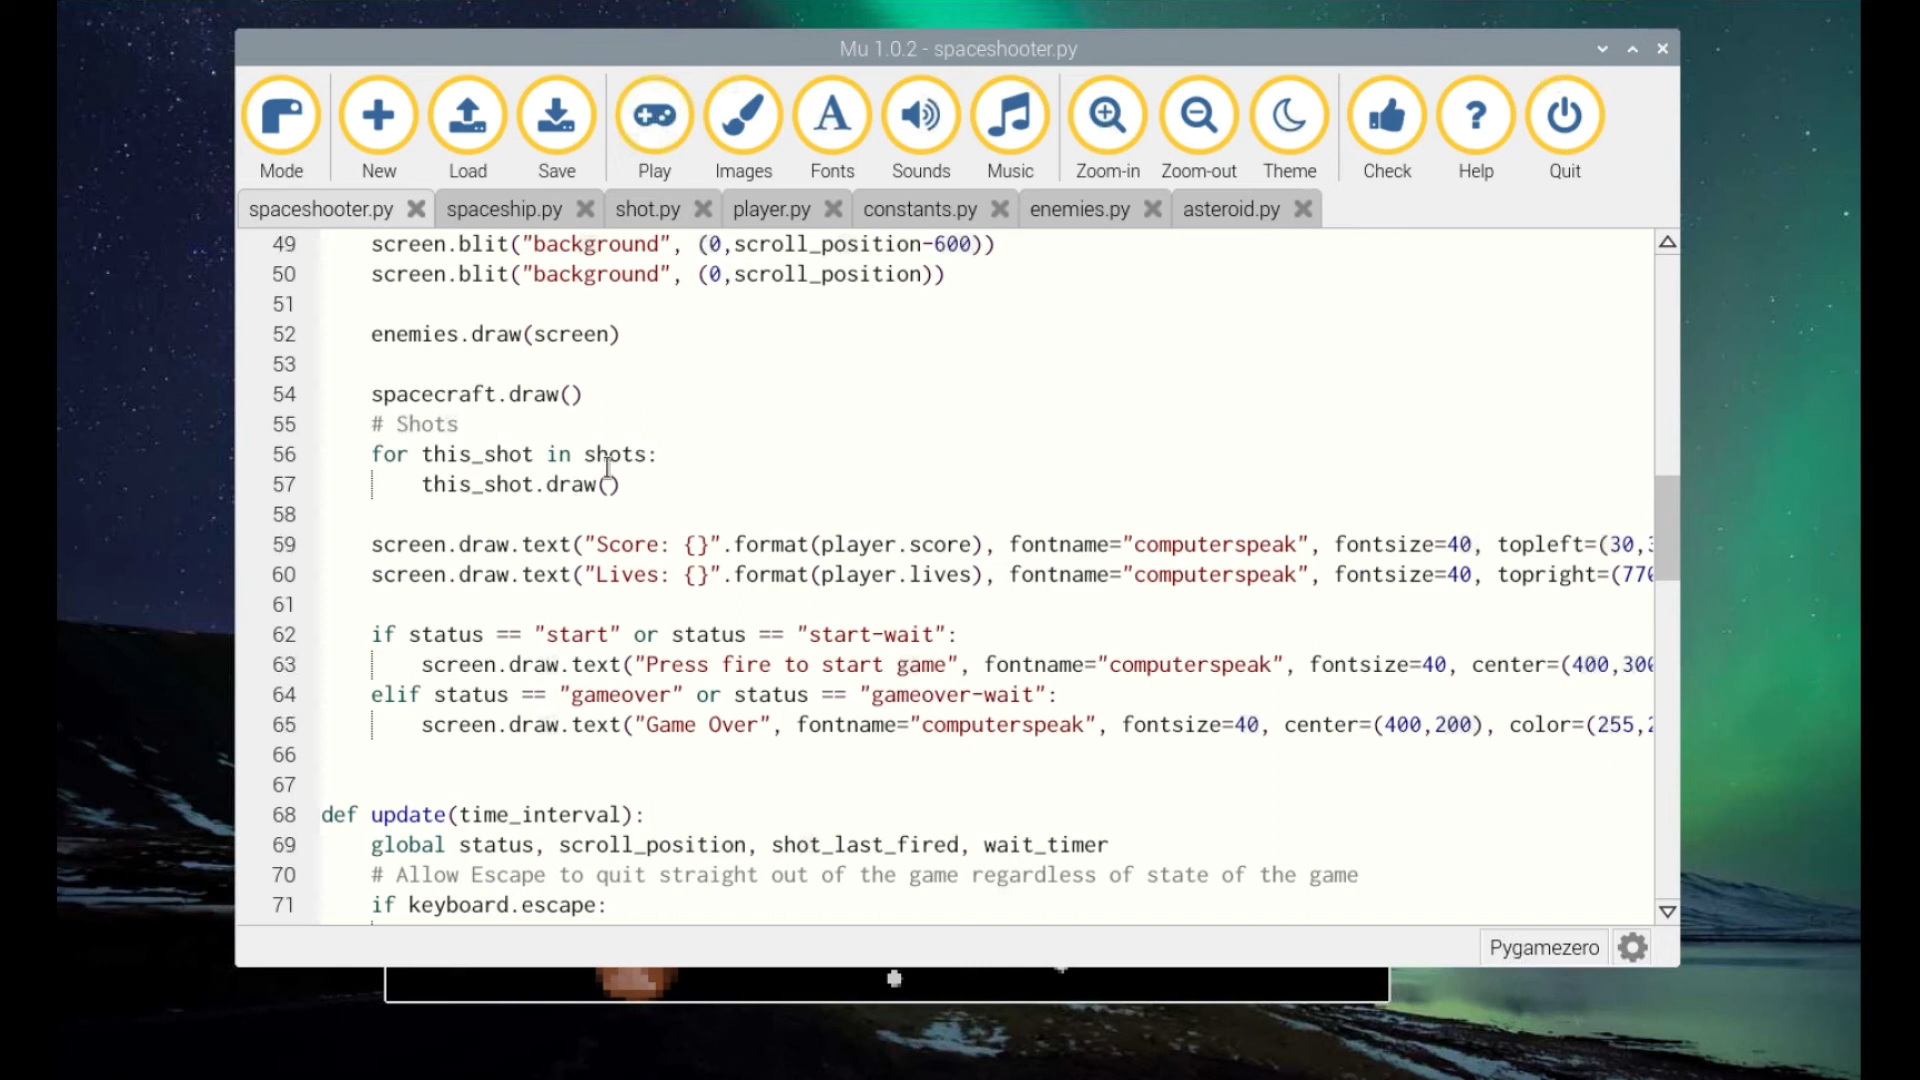 Mu 1.0.2 - spaceshooter.py
Mode New Load Save Play Images Fonts Sounds Music Zoom-in Zoom-out Theme Check Help Quit
spaceshooter.py spaceship.py shot.py player.py constants.py enemies.py asteroid.py
49 screen.blit("background", (0,scroll_position-600))
50 screen.blit("background", (0,scroll_position))
51
52 enemies.draw(screen)
53
54 spacecraft.draw()
55 # Shots
56 for this_shot in shots:
57 this_shot.draw()
58
59 screen.draw.text("Score: {}".format(player.score), fontname="computerspeak", fontsize=40, topleft=(30,3
60 screen.draw.text("Lives: {}".format(player.lives), fontname="computerspeak", fontsize=40, topright=(770
61
62 if status == "start" or status == "start-wait":
63 screen.draw.text("Press fire to start game", fontname="computerspeak", fontsize=40, center=(400,300
64 elif status == "gameover" or status == "gameover-wait":
65 screen.draw.text("Game Over", fontname="computerspeak", fontsize=40, center=(400,200), color=(255,2
66
67
68 def update(time_interval):
69 global status, scroll_position, shot_last_fired, wait_timer
70 # Allow Escape to quit straight out of the game regardless of state of the game
71 if keyboard.escape:
Pygamezero